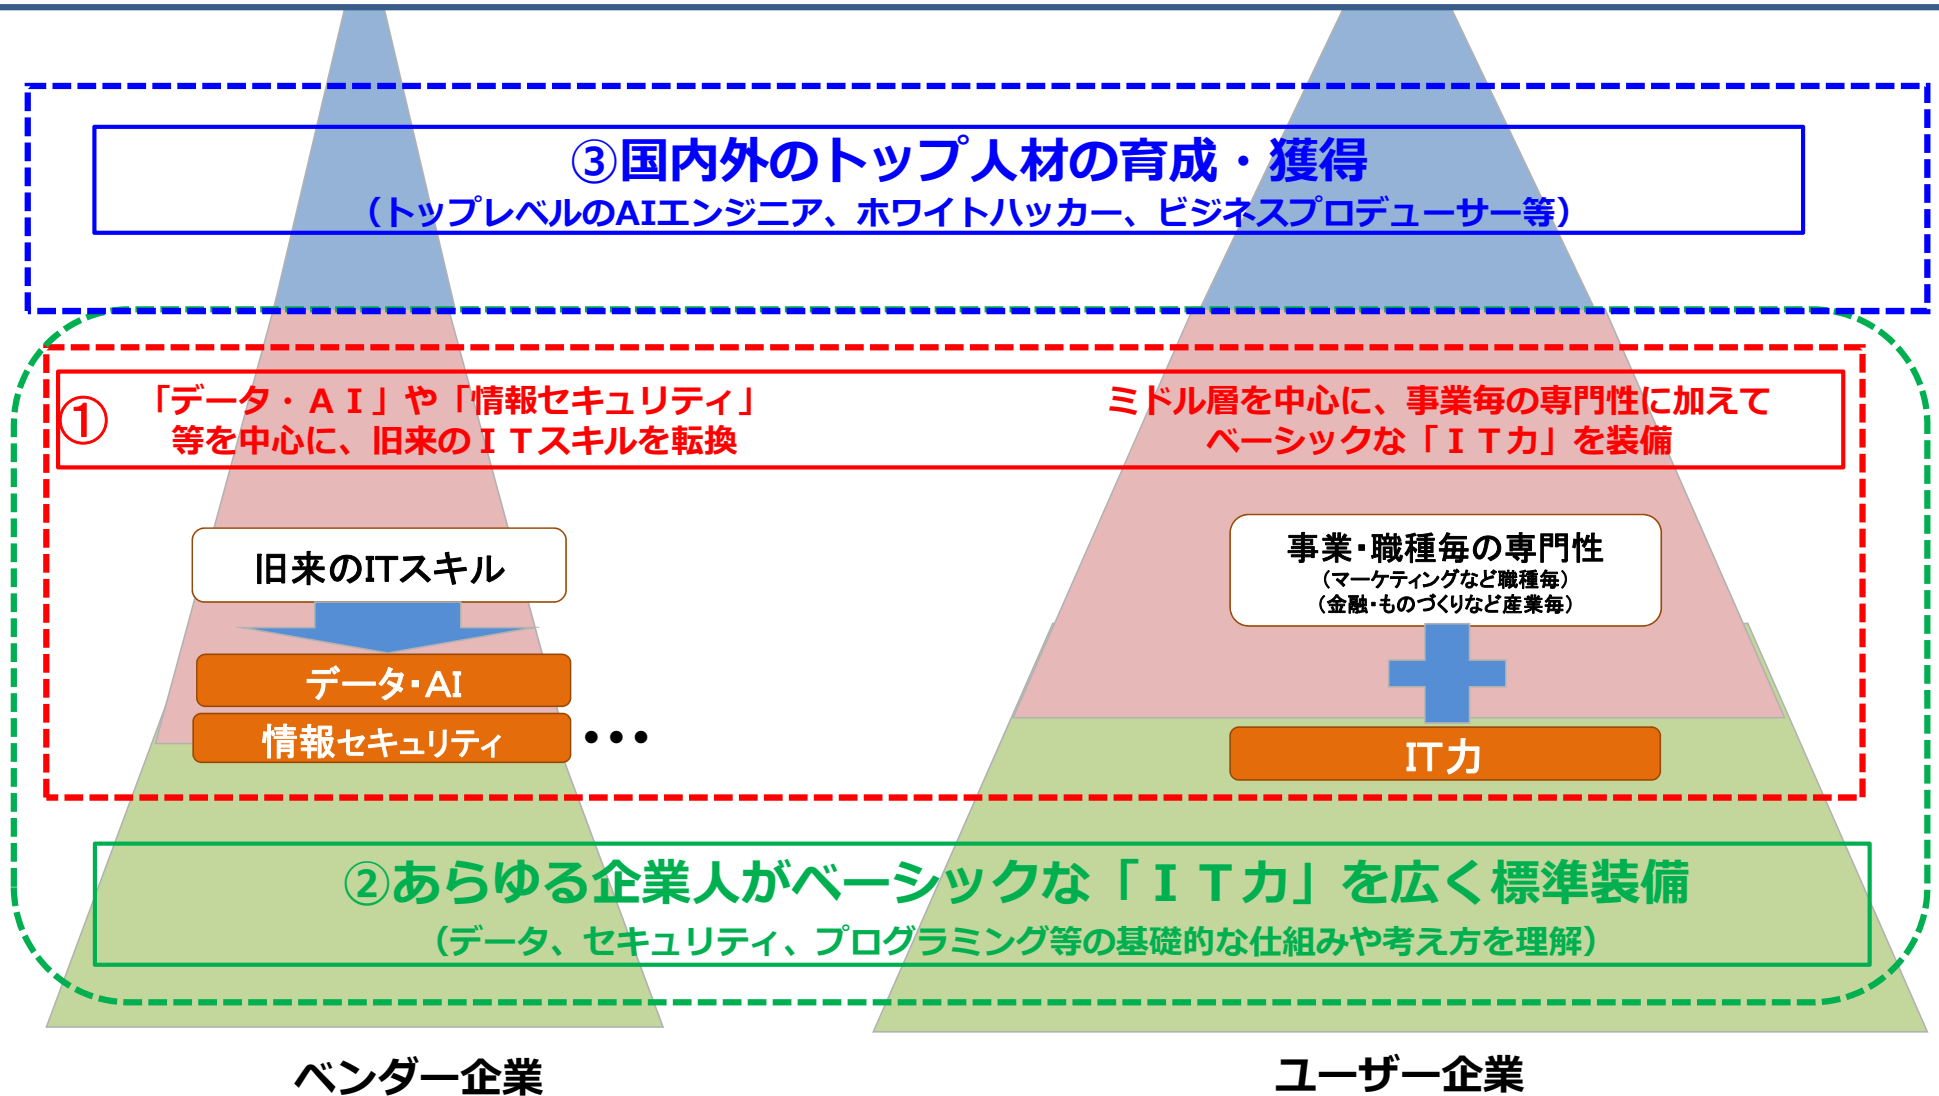 ③国内外のトップ人材の育成・獲得
（トップレベルのAIエンジニア、ホワイトハッカー、ビジネスプロデューサー等）
①
「データ・ＡＩ」や「情報セキュリティ」
等を中心に、旧来のＩＴスキルを転換
ミドル層を中心に、事業毎の専門性に加えて
ベーシックな「ＩＴ力」を装備
旧来のITスキル
データ・AI
情報セキュリティ
・・・
事業・職種毎の専門性
（マーケティングなど職種毎）
（金融・ものづくりなど産業毎）
IT力
②あらゆる企業人がベーシックな「ＩＴ力」を広く標準装備
（データ、セキュリティ、プログラミング等の基礎的な仕組みや考え方を理解）
ベンダー企業
ユーザー企業